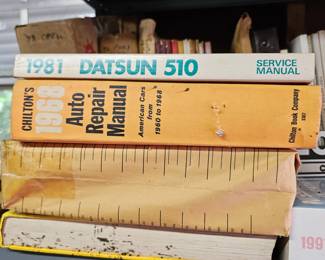 1981 DATSUN 510
SERVICE
MANUAL
CHILTON'S
1968
Auto
Repair
Manual
American Cars
from
1960 to 1968
Chilton Book Company
199